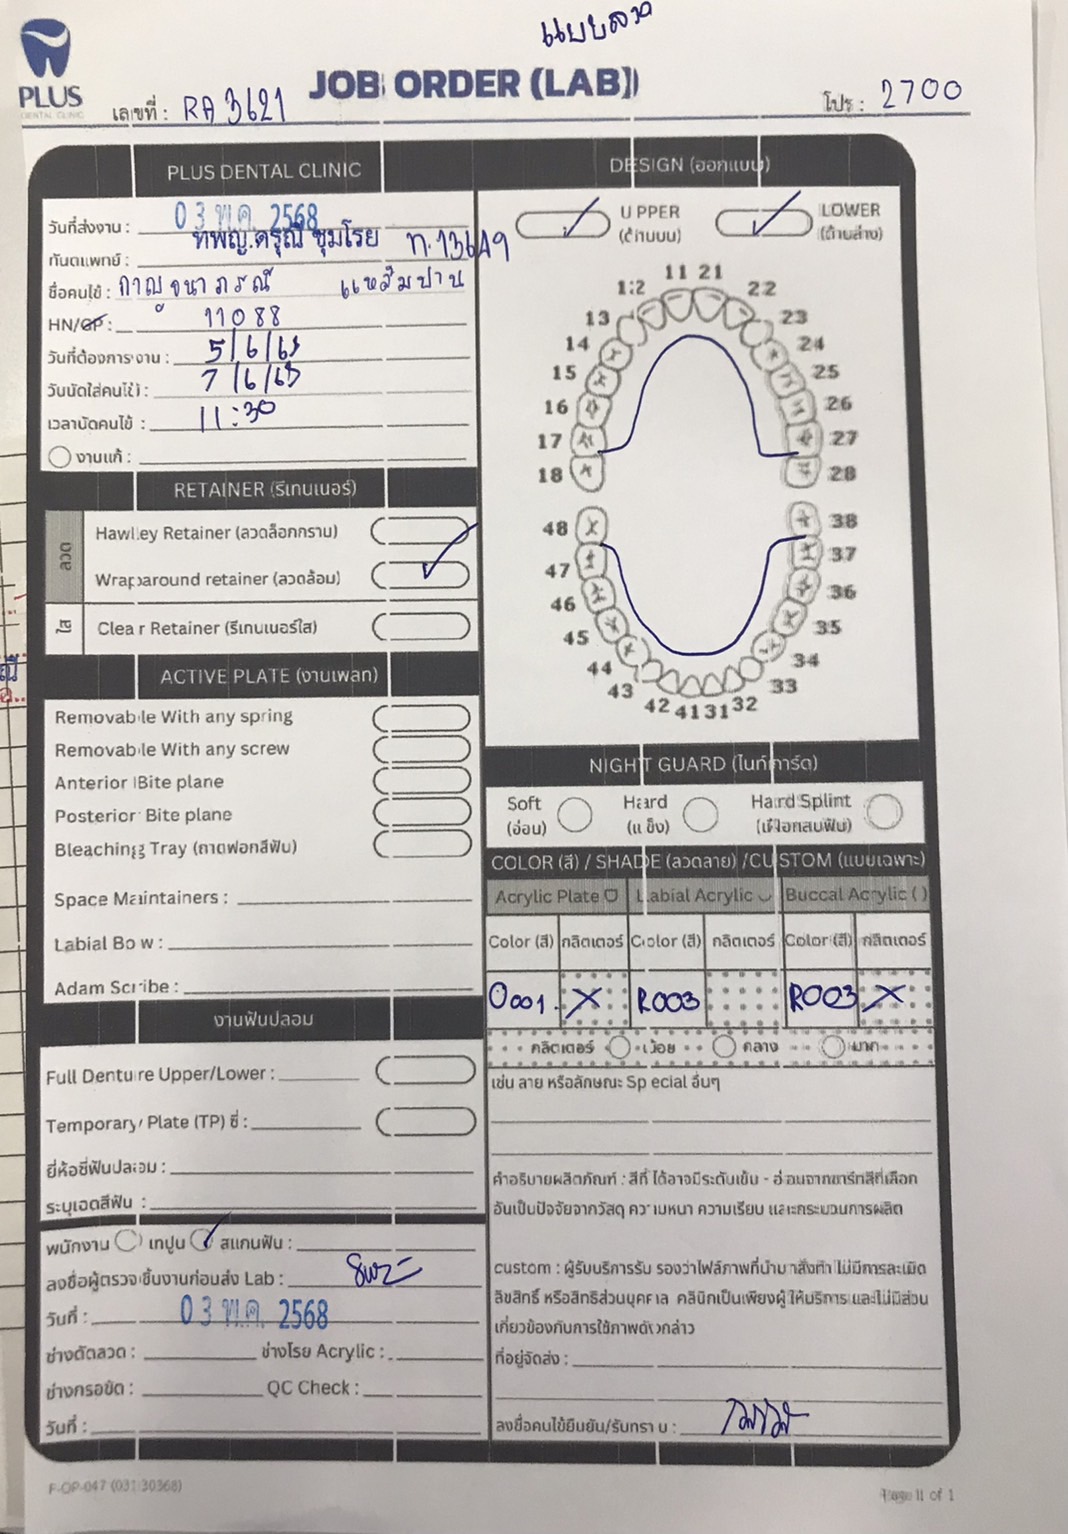 แบบลวด
PLUS
DENTAL CLINIC
JOB ORDER (LAB)
เลขที่ : RA 3621
โปร : 2700
PLUS DENTAL CLINIC
วันที่ส่งงาน : 03 พ.ค. 2568
ทันตแพทย์ : ทพญ.ดรุณี ชุมโรย ท.13649
ชื่อคนไข้ : กาญจนาภรณ์ แหลมปาน
HN/OP : 11088
วันที่ต้องการงาน : 5/6/68
วันนัดใส่คนไข้ : 7/6/68
เวลานัดคนไข้ : 11:30
งานแก้ :
RETAINER (รีเทนเนอร์)
ลวด
Hawley Retainer (ลวดล็อกกราม)
Wraparound retainer (ลวดล้อม)
ใส
Clear Retainer (รีเทนเนอร์ใส)
ACTIVE PLATE (งานเพลท)
Removable With any spring
Removable With any screw
Anterior Bite plane
Posterior Bite plane
Bleaching Tray (ถาดฟอกสีฟัน)
Space Maintainers :
Labial Bow :
Adam Scribe :
งานฟันปลอม
Full Denture Upper/Lower :
Temporary Plate (TP) ซี่ :
ยี่ห้อซี่ฟันปลอม :
ระบุเฉดสีฟัน :
พนักงาน เทปูน สแกนฟัน :
ลงชื่อผู้ตรวจชิ้นงานก่อนส่ง Lab :
วันที่ : 03 พ.ค. 2568
ช่างดัดลวด : ช่างโรย Acrylic :
ช่างกรอขัด : QC Check :
วันที่ :
DESIGN (ออกแบบ)
UPPER
(ด้านบน)
LOWER
(ด้านล่าง)
11 21
12 22
13 23
14 24
15 25
16 26
17 27
18 28
48 38
47 37
46 36
45 35
44 34
43 33
42 41 31 32
NIGHT GUARD (ไนท์การ์ด)
Soft
(อ่อน)
Hard
(แข็ง)
Hard Splint
(เฝือกสบฟัน)
COLOR (สี) / SHADE (ลวดลาย) /CUSTOM (แบบเฉพาะ)
Acrylic Plate Labial Acrylic Buccal Acrylic ( )
Color (สี) กลิตเตอร์ Color (สี) กลิตเตอร์ Color (สี) กลิตเตอร์
O001. X R003 R003 X
กลิตเตอร์ น้อย กลาง มาก
เช่น ลาย หรือลักษณะ Special อื่นๆ
คำอธิบายผลิตภัณฑ์ : สีที่ได้อาจมีระดับเข้ม - อ่อนจากชาร์ทสีที่เลือก
อันเป็นปัจจัยจากวัสดุ ความหนา ความเรียบ และกระบวนการผลิต
custom : ผู้รับบริการรับรองว่าไฟล์ภาพที่นำมาสั่งทำ ไม่มีการละเมิด
ลิขสิทธิ์ หรือสิทธิส่วนบุคคล คลินิกเป็นเพียงผู้ให้บริการ และไม่มีส่วน
เกี่ยวข้องกับการใช้ภาพดังกล่าว
ที่อยู่จัดส่ง :
ลงชื่อคนไข้ยืนยัน/รับทราบ :
F-OP-047 (031:30368)
Page 1 of 1